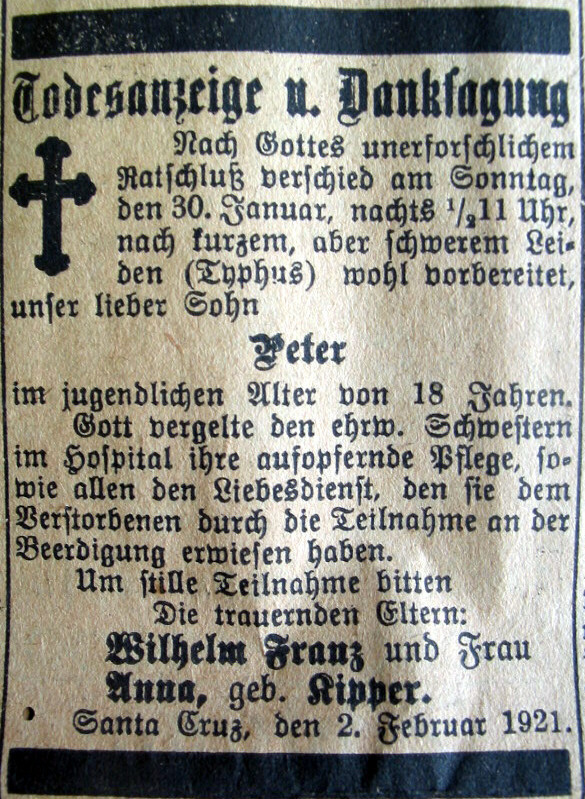 Todesanzeige u. Danksagung
Nach Gottes unerforschlichem
Ratschluß verschied am Sonntag,
den 30. Januar, nachts 1/2 11 Uhr,
nach kurzem, aber schwerem Lei-
den (Typhus) wohl vorbereitet,
unser lieber Sohn
Peter
im jugendlichen Alter von 18 Jahren.
Gott vergelte den ehrw. Schwestern
im Hospital ihre aufopfernde Pflege, so-
wie allen den Liebesdienst, den sie dem
Verstorbenen durch die Teilnahme an der
Beerdigung erwiesen haben.
Um stille Teilnahme bitten
Die trauernden Eltern:
Wilhelm Franz und Frau
Anna, geb. Kipper.
Santa Cruz, den 2. Februar 1921.